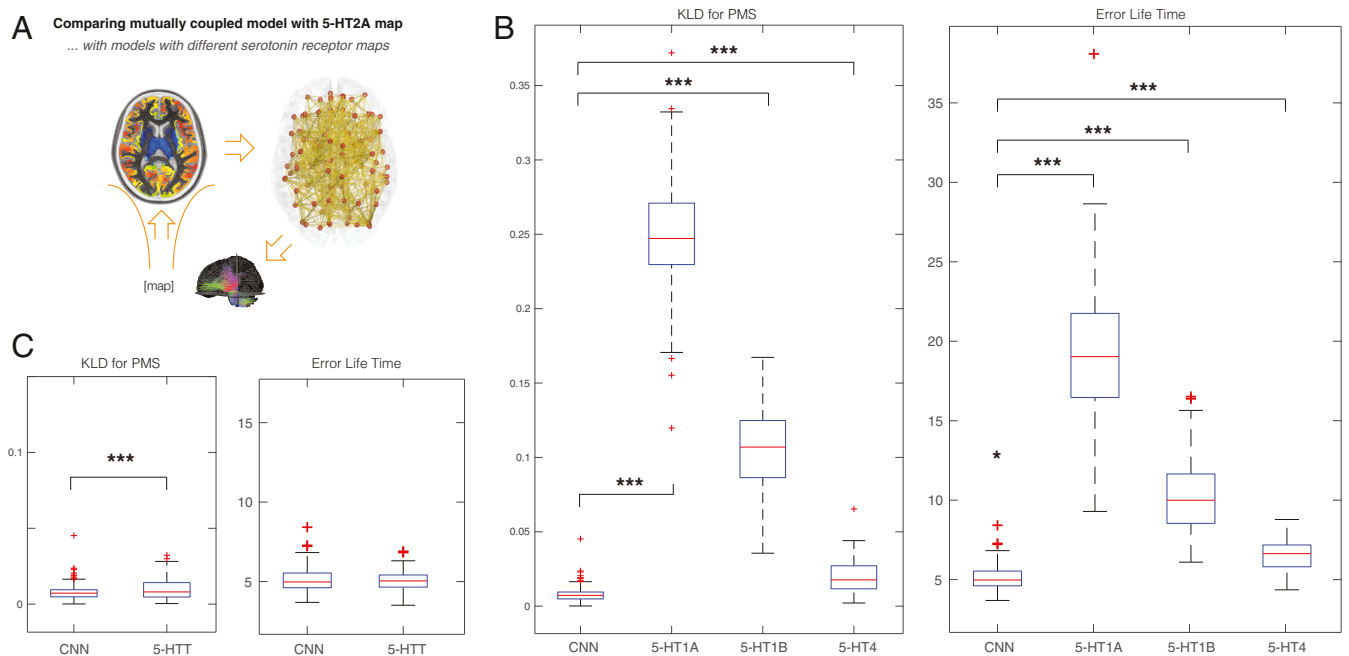 A
Comparing mutually coupled model with 5-HT2A map
... with models with different serotonin receptor maps
[map]
B
KLD for PMS
0.35
0.3
0.25
0.2
0.15
0.1
0.05
0
***
***
***
CNN 5-HT1A 5-HT1B 5-HT4
Error Life Time
35
30
25
20
15
10
5
***
***
***
*
CNN 5-HT1A 5-HT1B 5-HT4
C
KLD for PMS
0.1
0
***
CNN 5-HTT
Error Life Time
15
10
5
CNN 5-HTT